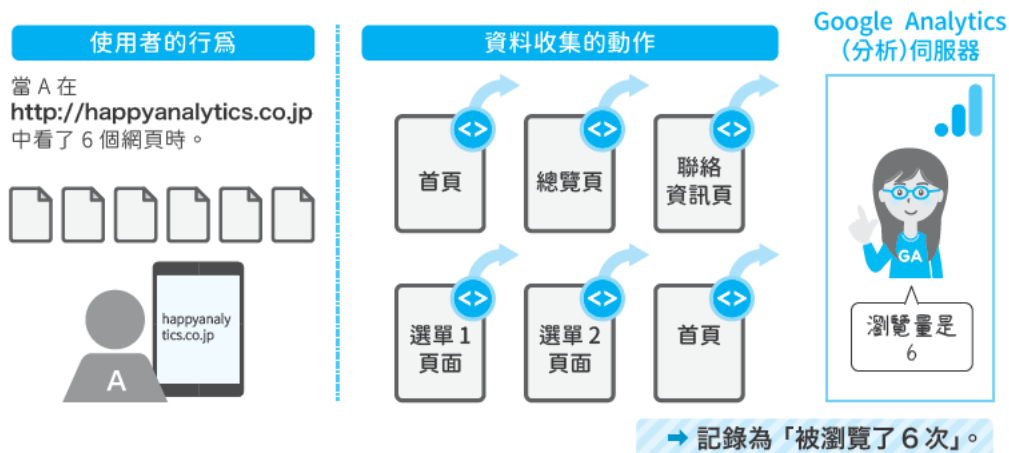 使用者的行為
當 A 在
http://happyanalytics.co.jp
中看了 6 個網頁時。
happyanaly
tics.co.jp
A
資料收集的動作
<>
首頁
<>
總覽頁
<>
聯絡
資訊頁
<>
選單 1
頁面
<>
選單 2
頁面
<>
首頁
Google Analytics
(分析)伺服器
GA
瀏覽量是
6
➡ 記錄為「被瀏覽了 6 次」。